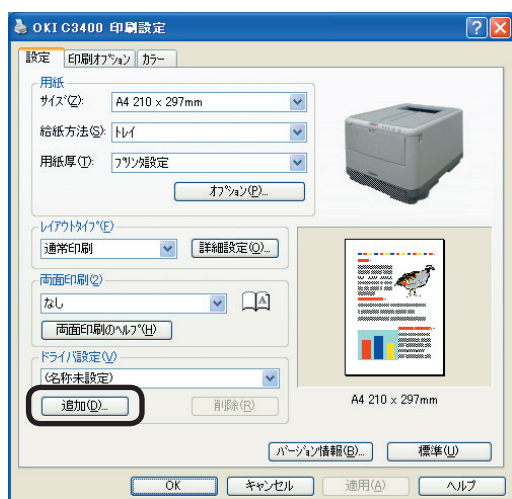 OKI C3400 印刷設定
設定 印刷オプション カラー
用紙
サイズ(Z): A4 210 x 297mm
給紙方法(S): トレイ
用紙厚(T): プリンタ設定
オプション(P)...
レイアウトタイプ(F)
通常印刷 詳細設定(O)...
両面印刷(2)
なし
両面印刷のヘルプ(H)
ドライバ設定(V)
(名称未設定)
追加(D)... 削除(R)
A4 210 x 297mm
バージョン情報(B)... 標準(U)
OK キャンセル 適用(A) ヘルプ